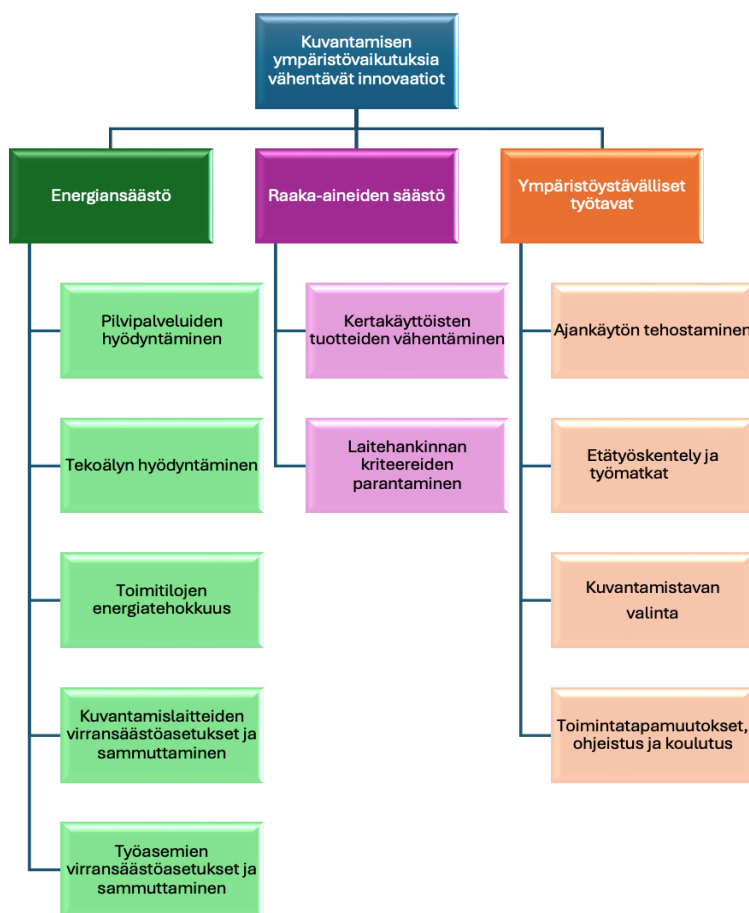 Kuvantamisen
ympäristövaikutuksia
vähentävät innovaatiot
Energiansäästö
Pilvipalveluiden
hyödyntäminen
Tekoälyn hyödyntäminen
Toimitilojen
energiatehokkuus
Kuvantamislaitteiden
virransäästöasetukset ja
sammuttaminen
Työasemien
virransäästöasetukset ja
sammuttaminen
Raaka-aineiden säästö
Kertakäyttöisten
tuotteiden vähentäminen
Laitehankinnan
kriteereiden
parantaminen
Ympäristöystävälliset
työtavat
Ajankäytön tehostaminen
Etätyöskentely ja
työmatkat
Kuvantamistavan
valinta
Toimintatapamuutokset,
ohjeistus ja koulutus